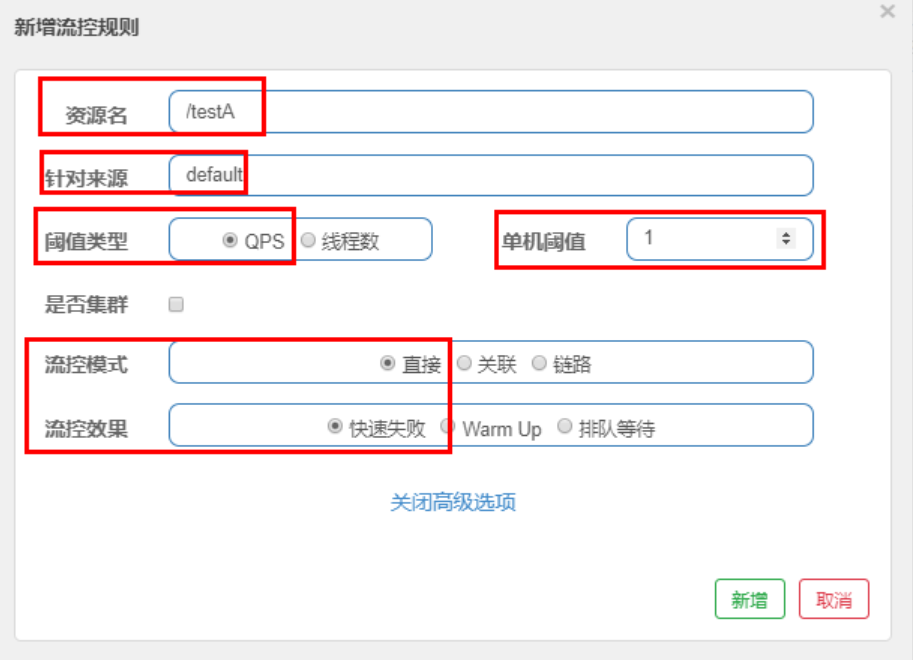 新增流控规则
×
资源名 /testA
针对来源 default
阈值类型 QPS 线程数 单机阈值 1
是否集群
流控模式 直接 关联 链路
流控效果 快速失败 Warm Up 排队等待
关闭高级选项
新增 取消